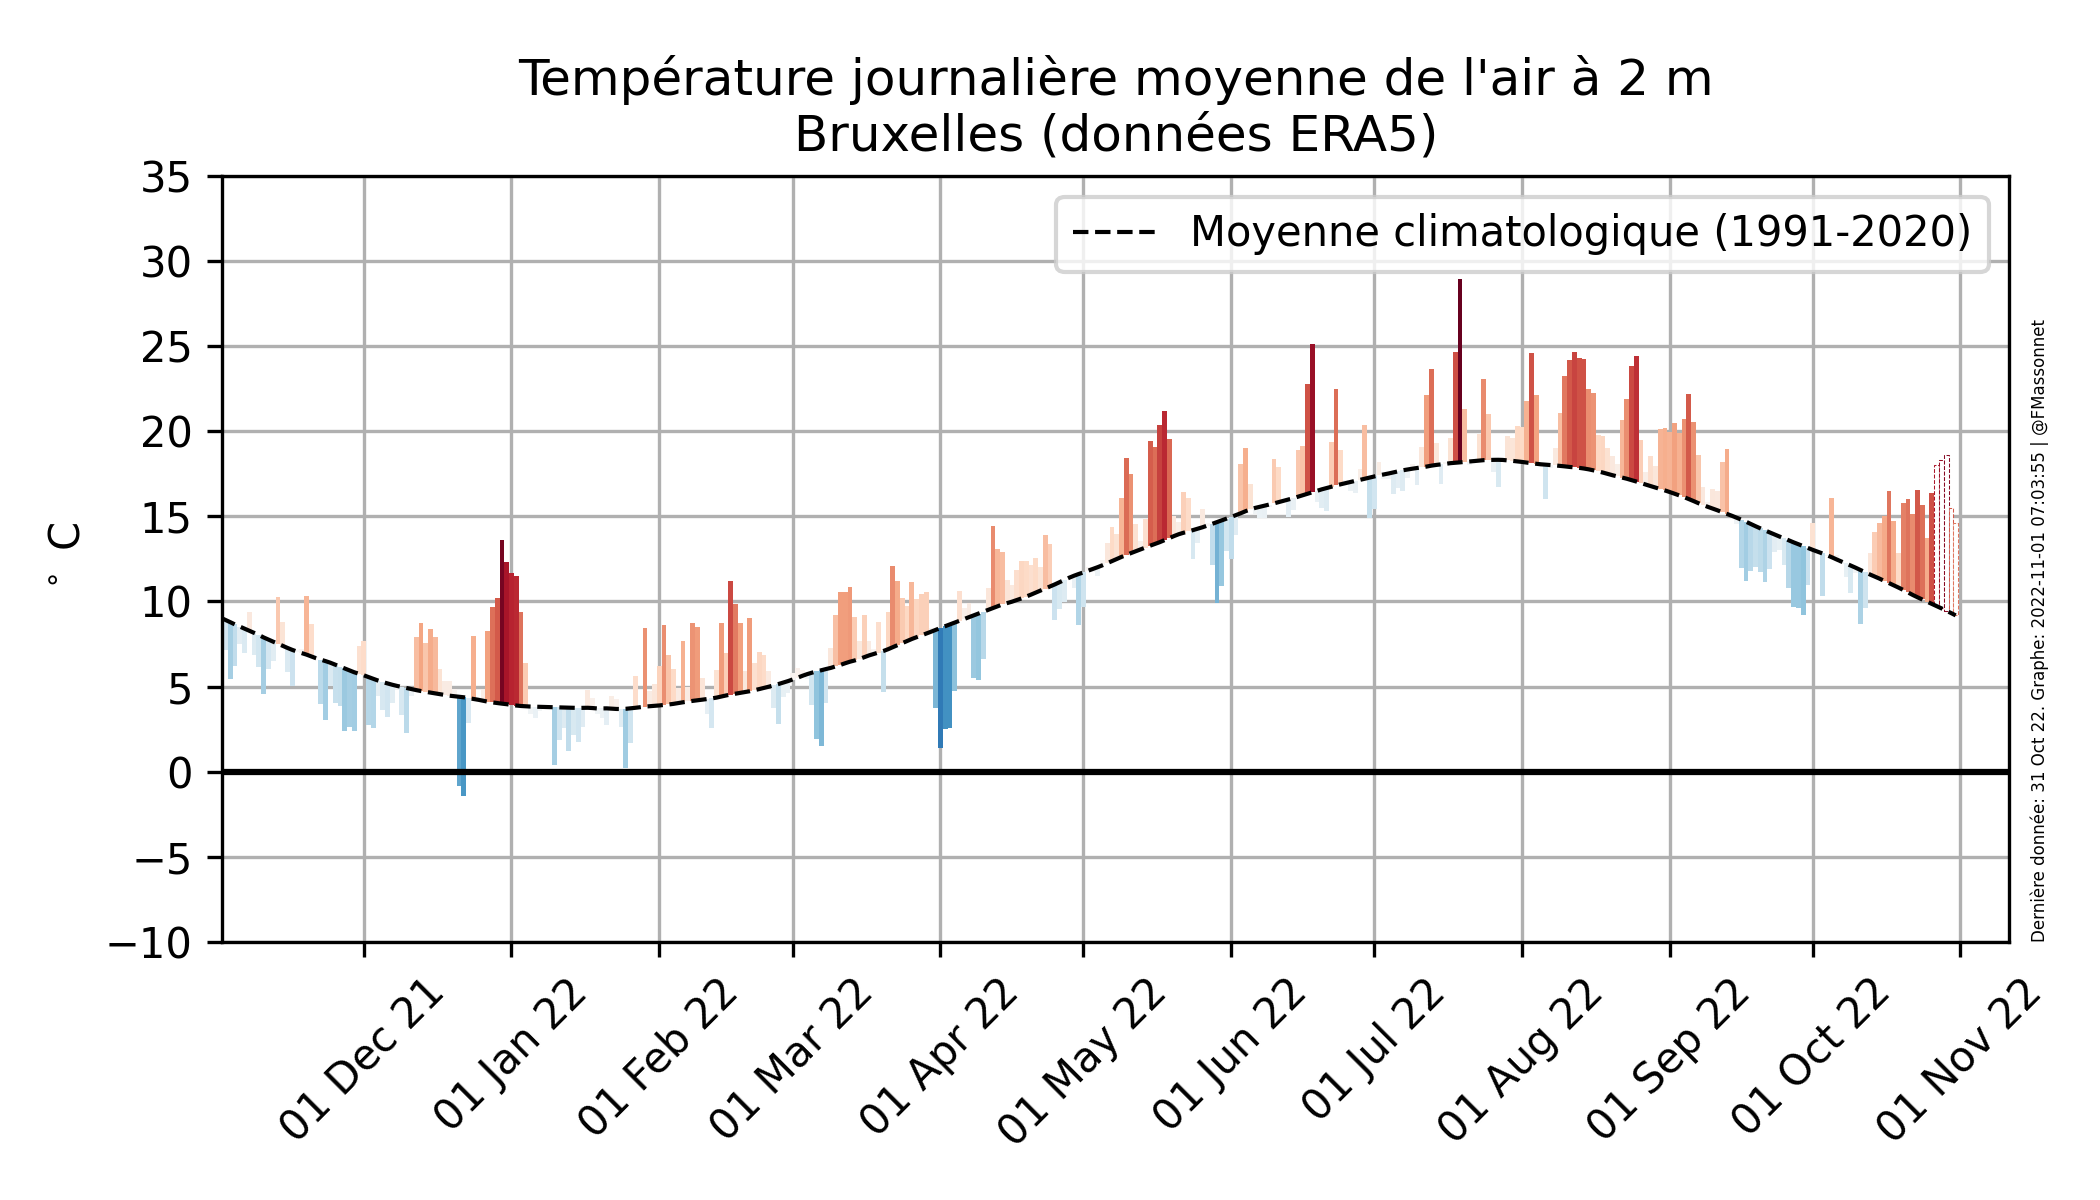 Température journalière moyenne de l'air à 2 m
Bruxelles (données ERA5)
Moyenne climatologique (1991-2020)
° C
35
30
25
20
15
10
5
0
−5
−10
01 Dec 21
01 Jan 22
01 Feb 22
01 Mar 22
01 Apr 22
01 May 22
01 Jun 22
01 Jul 22
01 Aug 22
01 Sep 22
01 Oct 22
01 Nov 22
Dernière donnée: 31 Oct 22. Graphe: 2022-11-01 07:03:55 | @FMassonnet